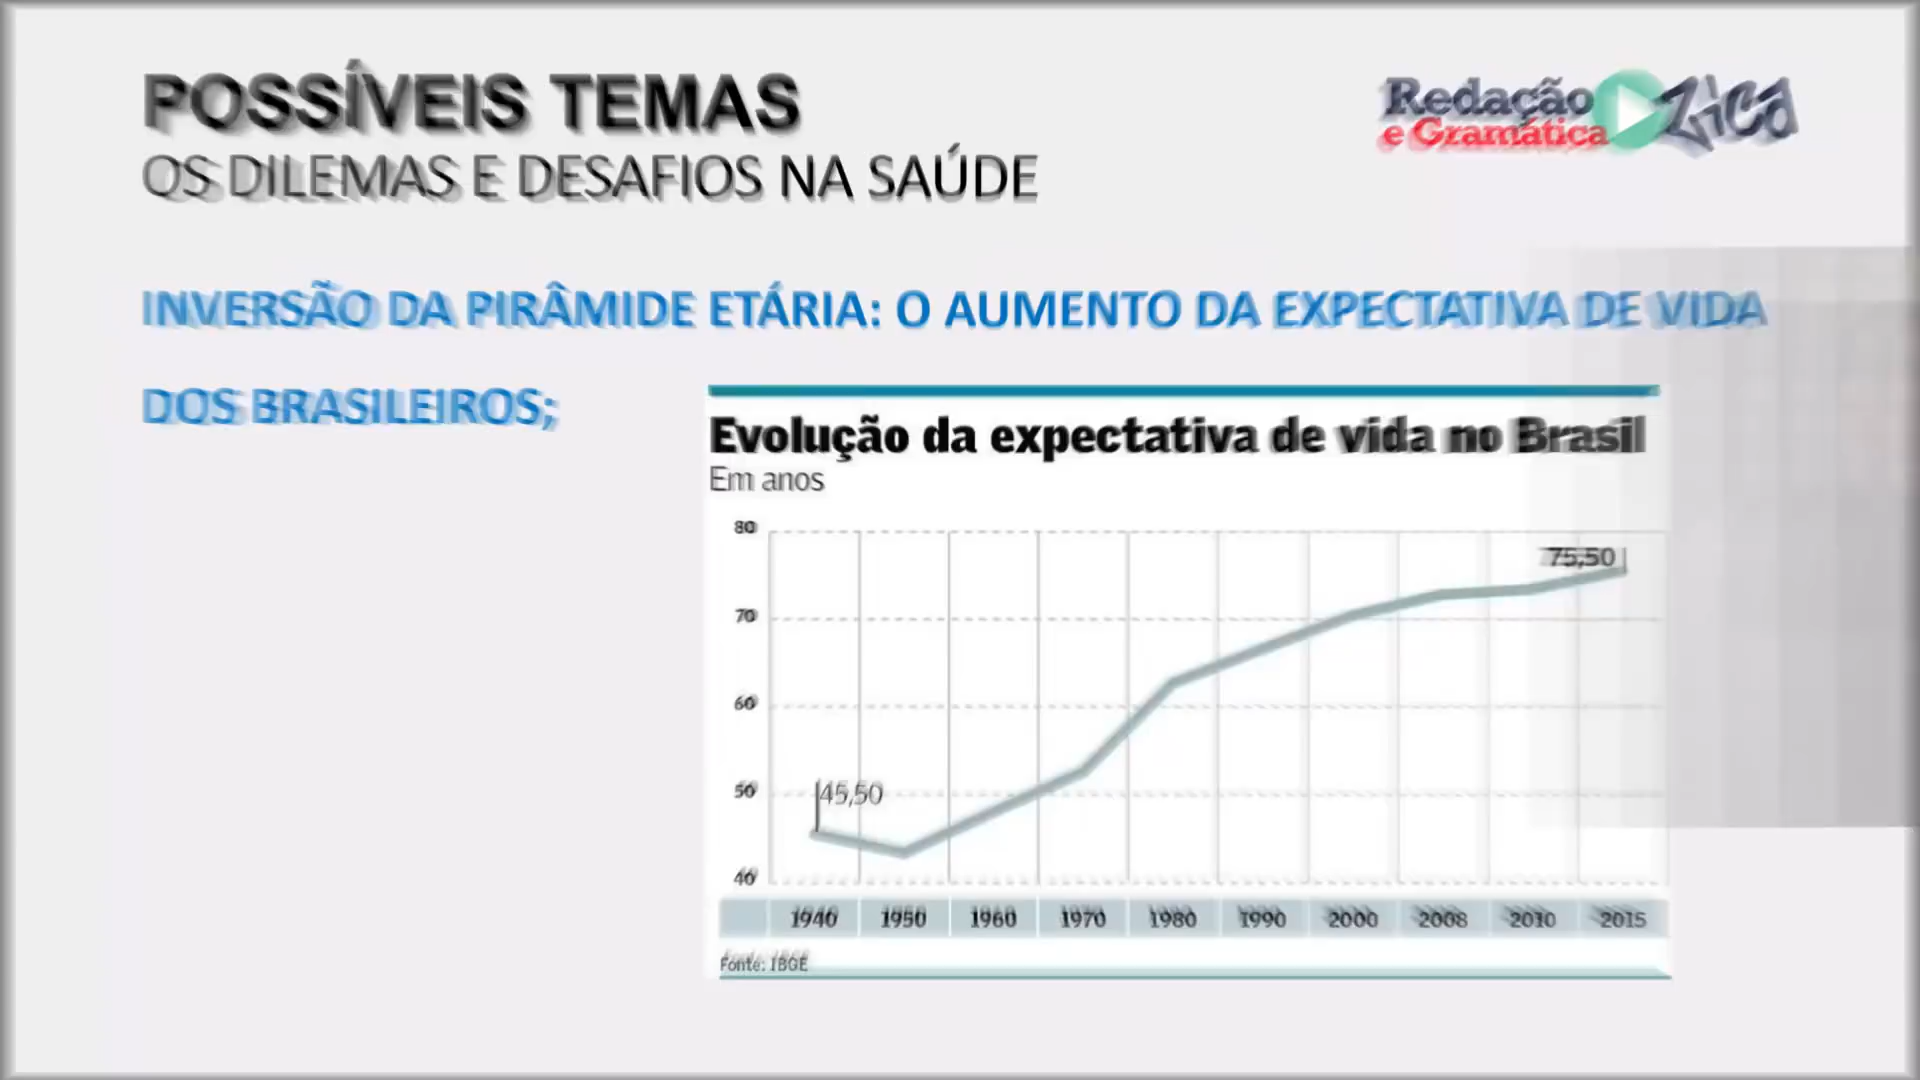 POSSÍVEIS TEMAS
OS DILEMAS E DESAFIOS NA SAÚDE
Redação
e Gramática
Zica
INVERSÃO DA PIRÂMIDE ETÁRIA: O AUMENTO DA EXPECTATIVA DE VIDA
DOS BRASILEIROS;
Evolução da expectativa de vida no Brasil
Em anos
80
75,50
70
60
50
45,50
40
1940 1950 1960 1970 1980 1990 2000 2008 2010 2015
Fonte: IBGE